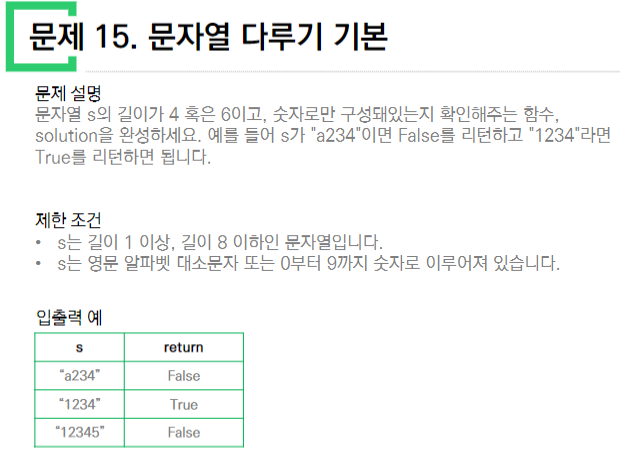 문제 15. 문자열 다루기 기본
문제 설명
문자열 s의 길이가 4 혹은 6이고, 숫자로만 구성돼있는지 확인해주는 함수,
solution을 완성하세요. 예를 들어 s가 "a234"이면 False를 리턴하고 "1234"라면
True를 리턴하면 됩니다.
제한 조건
• s는 길이 1 이상, 길이 8 이하인 문자열입니다.
• s는 영문 알파벳 대소문자 또는 0부터 9까지 숫자로 이루어져 있습니다.
입출력 예
s return
“a234” False
“1234” True
“12345” False